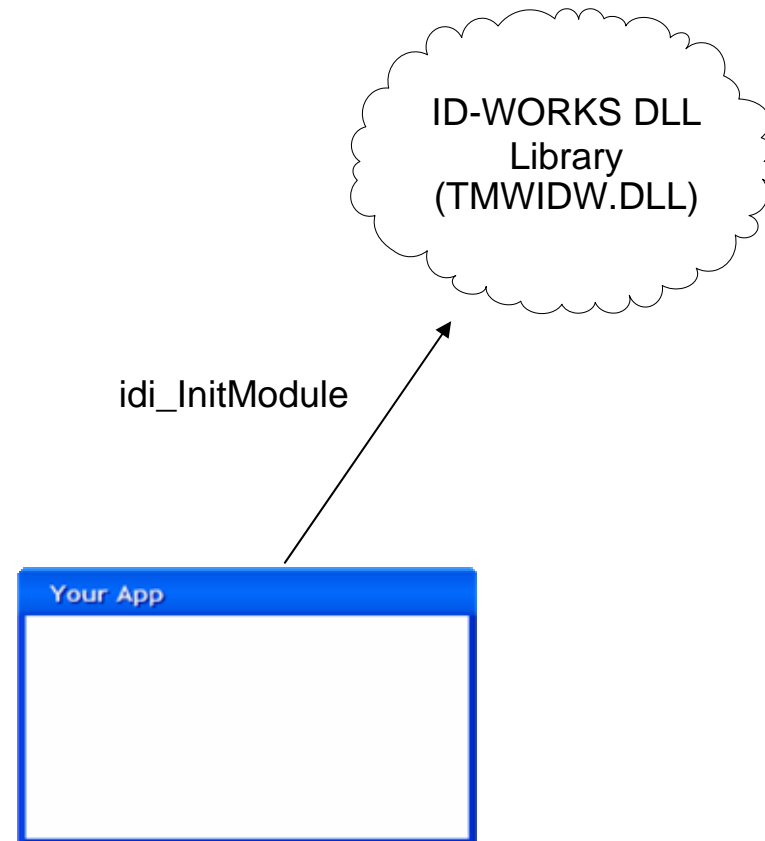 ID-WORKS DLL
Library
(TMWIDW.DLL)
idi_InitModule
Your App